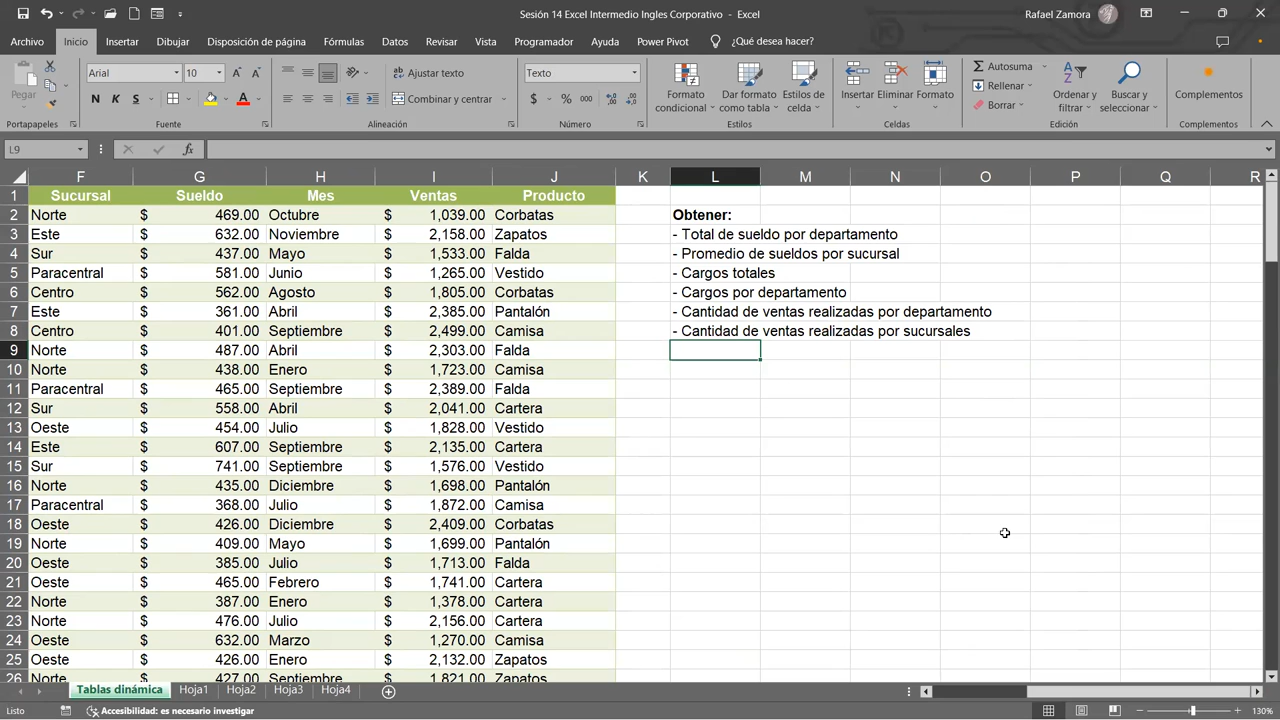 Sesión 14 Excel Intermedio Ingles Corporativo - Excel
Rafael Zamora
Archivo Inicio Insertar Dibujar Disposición de página Fórmulas Datos Revisar Vista Programador Ayuda Power Pivot ¿Qué desea hacer?
Pegar
Arial 10
N K S
Ajustar texto
Combinar y centrar
Texto
$ % 000
Formato condicional
Dar formato como tabla
Estilos de celda
Insertar Eliminar Formato
Autosuma
Rellenar
Borrar
Ordenar y filtrar
Buscar y seleccionar
Complementos
Portapapeles Fuente Alineación Número Estilos Celdas Edición Complementos
L9 fx
F G H I J K L M N O P Q R
1 Sucursal Sueldo Mes Ventas Producto
2 Norte $ 469.00 Octubre $ 1,039.00 Corbatas Obtener:
3 Este $ 632.00 Noviembre $ 2,158.00 Zapatos - Total de sueldo por departamento
4 Sur $ 437.00 Mayo $ 1,533.00 Falda - Promedio de sueldos por sucursal
5 Paracentral $ 581.00 Junio $ 1,265.00 Vestido - Cargos totales
6 Centro $ 562.00 Agosto $ 1,805.00 Corbatas - Cargos por departamento
7 Este $ 361.00 Abril $ 2,385.00 Pantalón - Cantidad de ventas realizadas por departamento
8 Centro $ 401.00 Septiembre $ 2,499.00 Camisa - Cantidad de ventas realizadas por sucursales
9 Norte $ 487.00 Abril $ 2,303.00 Falda
10 Norte $ 438.00 Enero $ 1,723.00 Camisa
11 Paracentral $ 465.00 Septiembre $ 2,389.00 Falda
12 Sur $ 558.00 Abril $ 2,041.00 Cartera
13 Oeste $ 454.00 Julio $ 1,828.00 Vestido
14 Este $ 607.00 Septiembre $ 2,135.00 Cartera
15 Sur $ 741.00 Septiembre $ 1,576.00 Vestido
16 Norte $ 435.00 Diciembre $ 1,698.00 Pantalón
17 Paracentral $ 368.00 Julio $ 1,872.00 Camisa
18 Oeste $ 426.00 Diciembre $ 2,409.00 Corbatas
19 Norte $ 409.00 Mayo $ 1,699.00 Pantalón
20 Oeste $ 385.00 Julio $ 1,713.00 Falda
21 Oeste $ 465.00 Febrero $ 1,741.00 Cartera
22 Norte $ 387.00 Enero $ 1,378.00 Cartera
23 Norte $ 476.00 Julio $ 2,156.00 Cartera
24 Oeste $ 632.00 Marzo $ 1,270.00 Camisa
25 Oeste $ 426.00 Enero $ 2,132.00 Zapatos
26 Norte $ 476.00 Septiembre $ 1,821.00 Zapatos
Tablas dinámica Hoja1 Hoja2 Hoja3 Hoja4
Listo Accesibilidad: es necesario investigar 130%